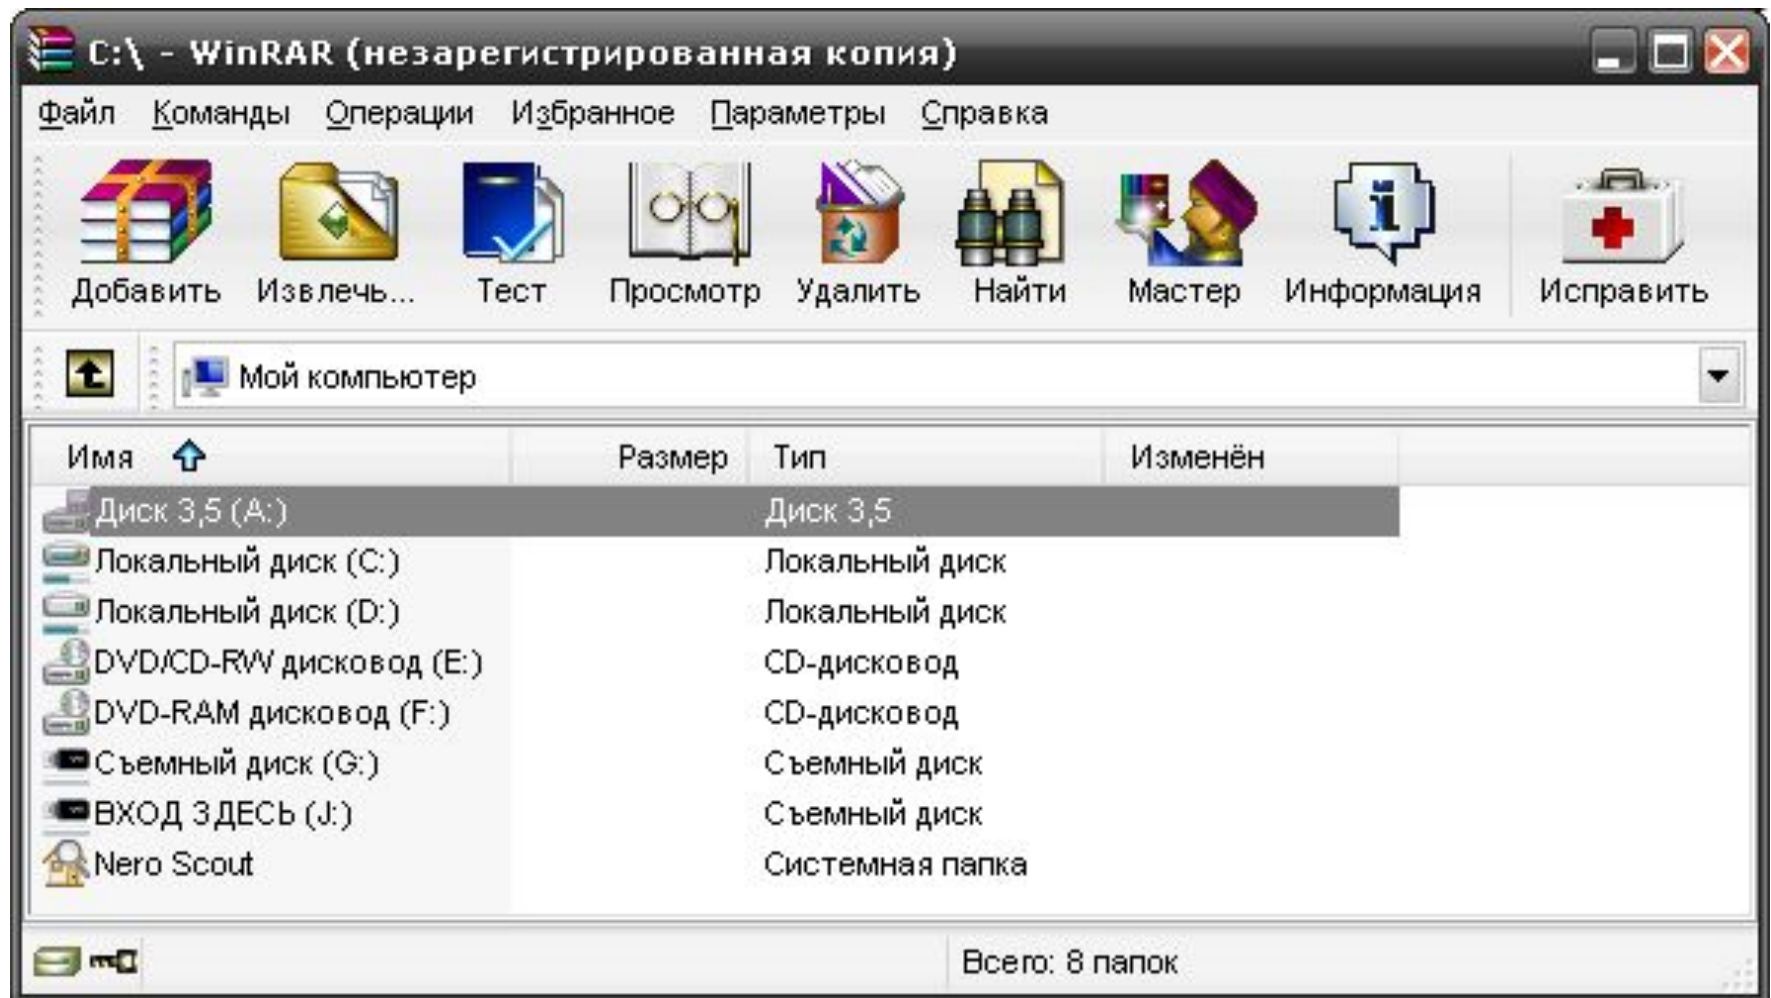 C:\ - WinRAR (незарегистрированная копия)
Файл Команды Операции Избранное Параметры Справка
Добавить Извлечь... Тест Просмотр Удалить Найти Мастер Информация Исправить
Мой компьютер
Имя Размер Тип Изменён
Диск 3,5 (A:) Диск 3,5
Локальный диск (C:) Локальный диск
Локальный диск (D:) Локальный диск
DVD/CD-RW дисковод (E:) CD-дисковод
DVD-RAM дисковод (F:) CD-дисковод
Съемный диск (G:) Съемный диск
ВХОД ЗДЕСЬ (J:) Съемный диск
Nero Scout Системная папка
Всего: 8 папок